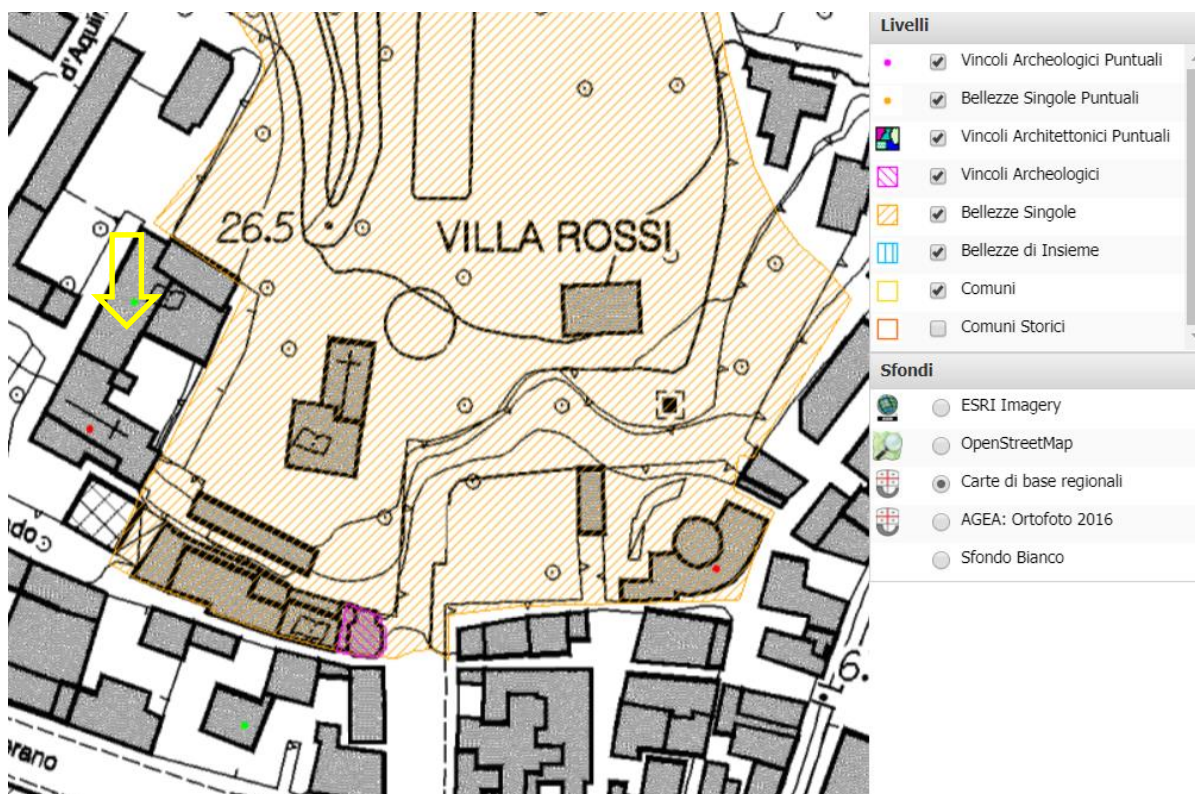 d'Aquin
26.5
VILLA ROSSI
ondo
rano
6.
Livelli
Vincoli Archeologici Puntuali
Bellezze Singole Puntuali
Vincoli Architettonici Puntuali
Vincoli Archeologici
Bellezze Singole
Bellezze di Insieme
Comuni
Comuni Storici
Sfondi
ESRI Imagery
OpenStreetMap
Carte di base regionali
AGEA: Ortofoto 2016
Sfondo Bianco